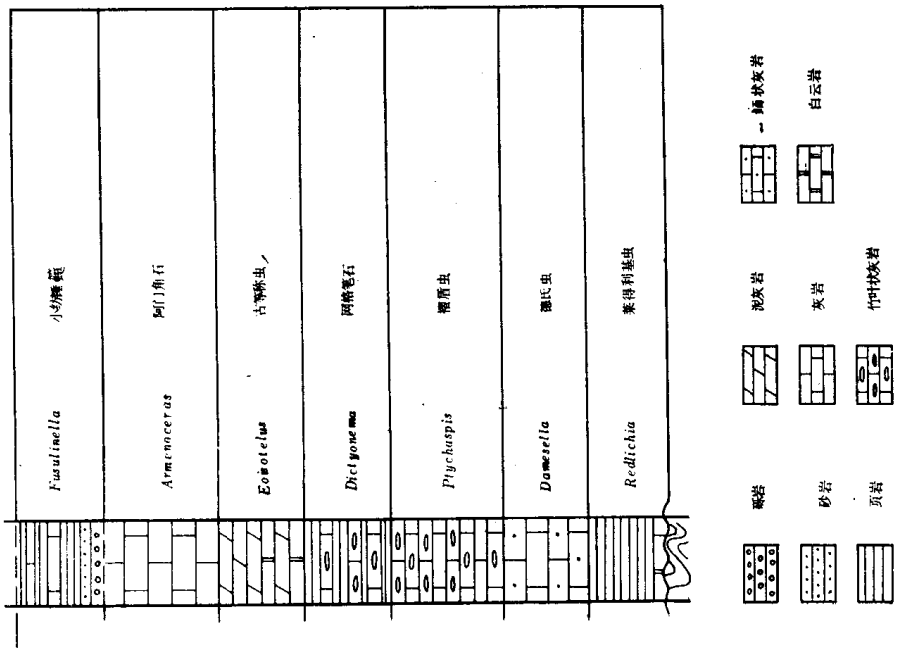 Fusulinella 小纺锤䗴
Armenoceras 阿门角石
Eoisotelus 古等称虫
Dictyonema 网格笔石
Ptychaspis 褶盾虫
Damesella 德氏虫
Redlichia 莱得利基虫
砾岩 泥灰岩 鲕状灰岩
砂岩 灰岩 白云岩
页岩 竹叶状灰岩